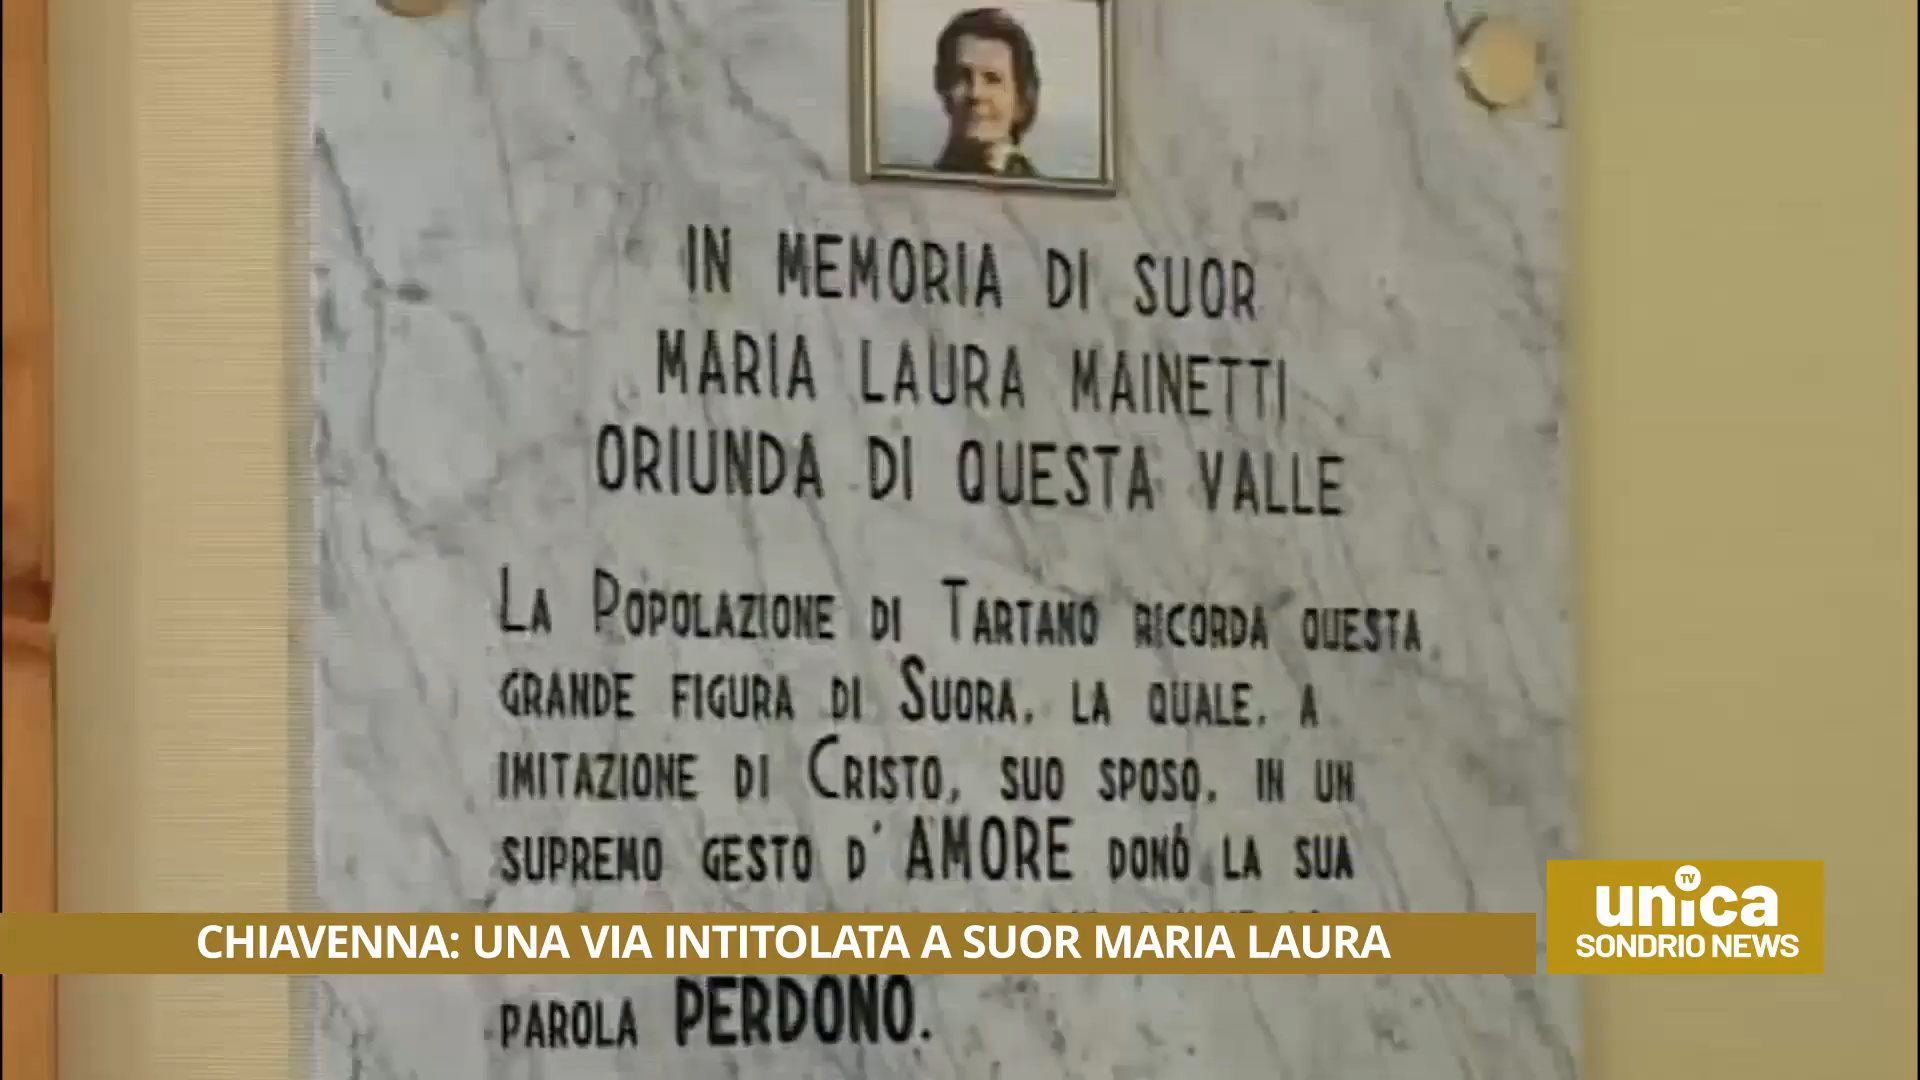 IN MEMORIA DI SUOR
MARIA LAURA MAINETTI
ORIUNDA DI QUESTA VALLE
LA POPOLAZIONE DI TARTANO RICORDA QUESTA
GRANDE FIGURA DI SUORA, LA QUALE, A
IMITAZIONE DI CRISTO, SUO SPOSO, IN UN
SUPREMO GESTO D'AMORE DONÒ LA SUA
PAROLA PERDONO.
CHIAVENNA: UNA VIA INTITOLATA A SUOR MARIA LAURA
unica TV
SONDRIO NEWS